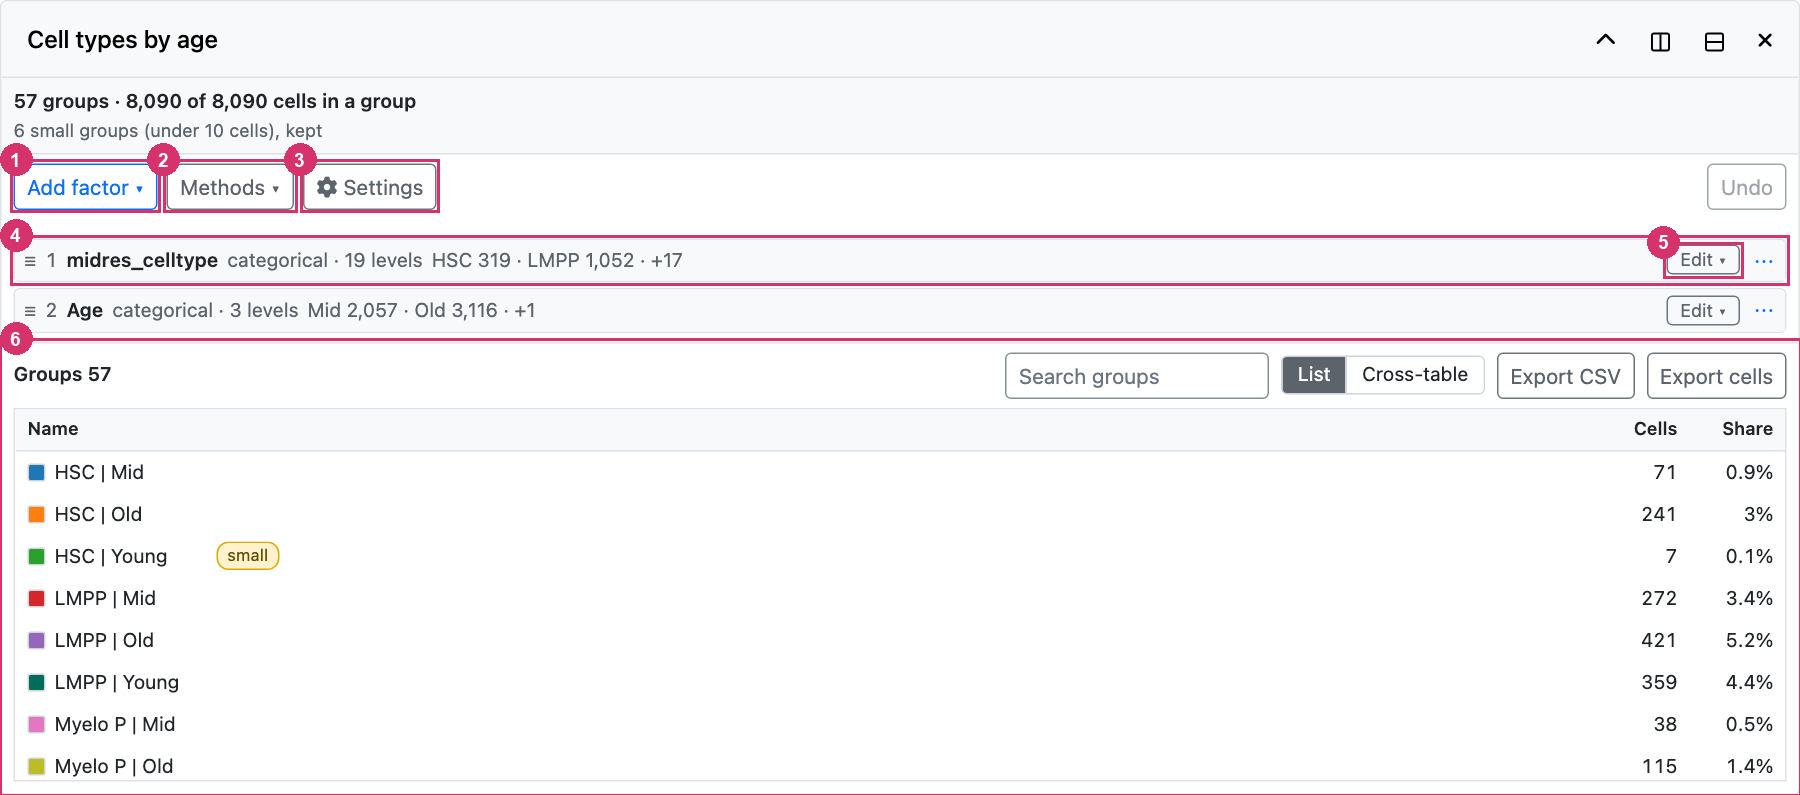 Cell types by age
57 groups · 8,090 of 8,090 cells in a group
6 small groups (under 10 cells), kept
1 2 3
Add factor ▾ Methods ▾ Settings Undo
4 5
≡ 1 midres_celltype categorical · 19 levels HSC 319 · LMPP 1,052 · +17 Edit ▾ ···
≡ 2 Age categorical · 3 levels Mid 2,057 · Old 3,116 · +1 Edit ▾ ···
6
Groups 57 Search groups List Cross-table Export CSV Export cells
Name Cells Share
HSC | Mid 71 0.9%
HSC | Old 241 3%
HSC | Young small 7 0.1%
LMPP | Mid 272 3.4%
LMPP | Old 421 5.2%
LMPP | Young 359 4.4%
Myelo P | Mid 38 0.5%
Myelo P | Old 115 1.4%